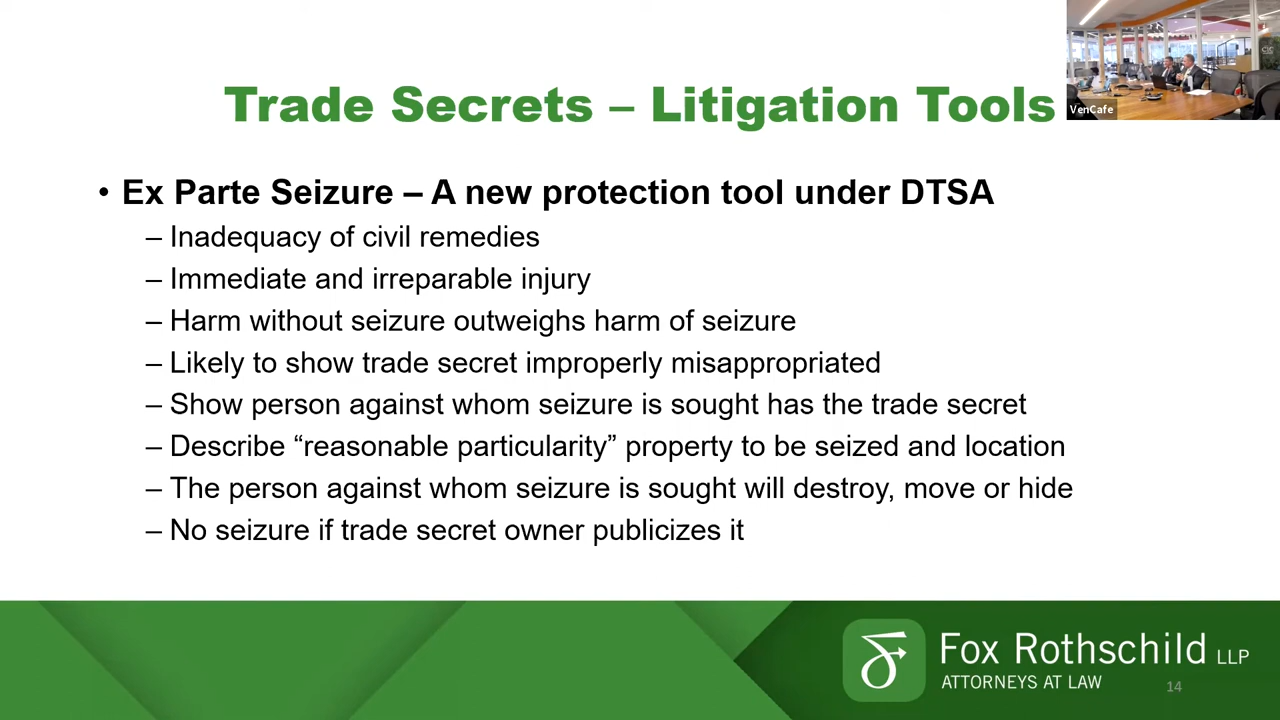 Trade Secrets – Litigation Tools
VenCafe
• Ex Parte Seizure – A new protection tool under DTSA
– Inadequacy of civil remedies
– Immediate and irreparable injury
– Harm without seizure outweighs harm of seizure
– Likely to show trade secret improperly misappropriated
– Show person against whom seizure is sought has the trade secret
– Describe “reasonable particularity” property to be seized and location
– The person against whom seizure is sought will destroy, move or hide
– No seizure if trade secret owner publicizes it
Fox Rothschild LLP
ATTORNEYS AT LAW
14